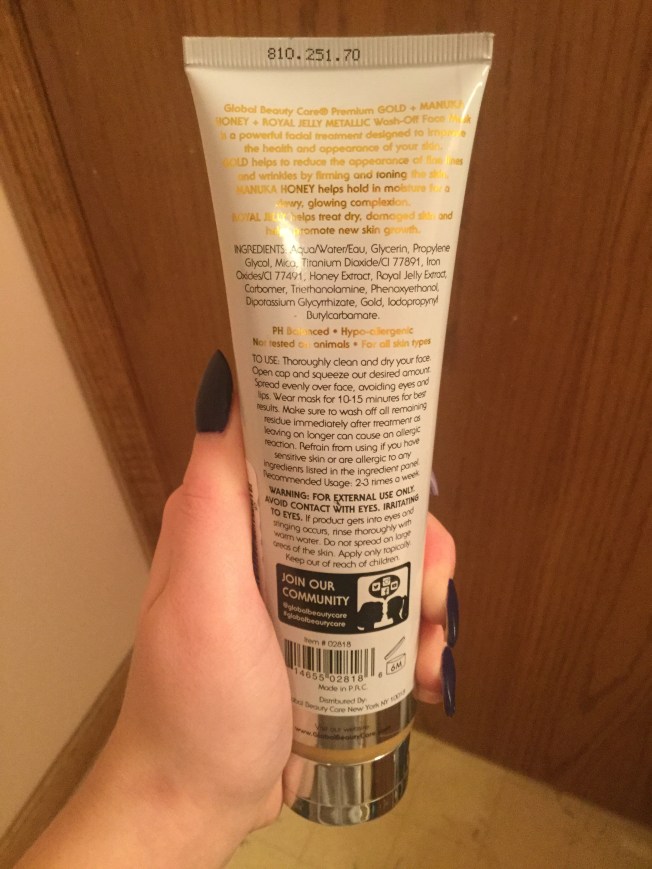 810.251.70
Global Beauty Care® Premium GOLD + MANUKA
HONEY + ROYAL JELLY METALLIC Wash-Off Face Mask
is a powerful facial treatment designed to improve
the health and appearance of your skin.
GOLD helps to reduce the appearance of fine lines
and wrinkles by firming and toning the skin.
MANUKA HONEY helps hold in moisture for a
dewy, glowing complexion.
ROYAL JELLY helps treat dry, damaged skin and
helps promote new skin growth.
INGREDIENTS: Aqua/Water/Eau, Glycerin, Propylene
Glycol, Mica, Titanium Dioxide/CI 77891, Iron
Oxides/CI 77491, Honey Extract, Royal Jelly Extract,
Carbomer, Triethanolamine, Phenoxyethanol,
Dipotassium Glycyrrhizate, Gold, Iodopropynyl
Butylcarbamate.
PH Balanced • Hypo-allergenic
Not tested on animals • For all skin types
TO USE: Thoroughly clean and dry your face.
Open cap and squeeze out desired amount.
Spread evenly over face, avoiding eyes and
lips. Wear mask for 10-15 minutes for best
results. Make sure to wash off all remaining
residue immediately after treatment as
leaving on longer can cause an allergic
reaction. Refrain from using if you have
sensitive skin or are allergic to any
ingredients listed in the ingredient panel.
Recommended Usage: 2-3 times a week.
WARNING: FOR EXTERNAL USE ONLY.
AVOID CONTACT WITH EYES. IRRITATING
TO EYES. If product gets into eyes and
stinging occurs, rinse thoroughly with
warm water. Do not spread on large
areas of the skin. Apply only topically.
Keep out of reach of children.
JOIN OUR
COMMUNITY
@globalbeautycare
#globalbeautycare
Item # 02818
14655 02818 8
6M
Made in P.R.C.
Distributed By:
Global Beauty Care New York NY 10018
Visit our website:
www.GlobalBeautyCare.com